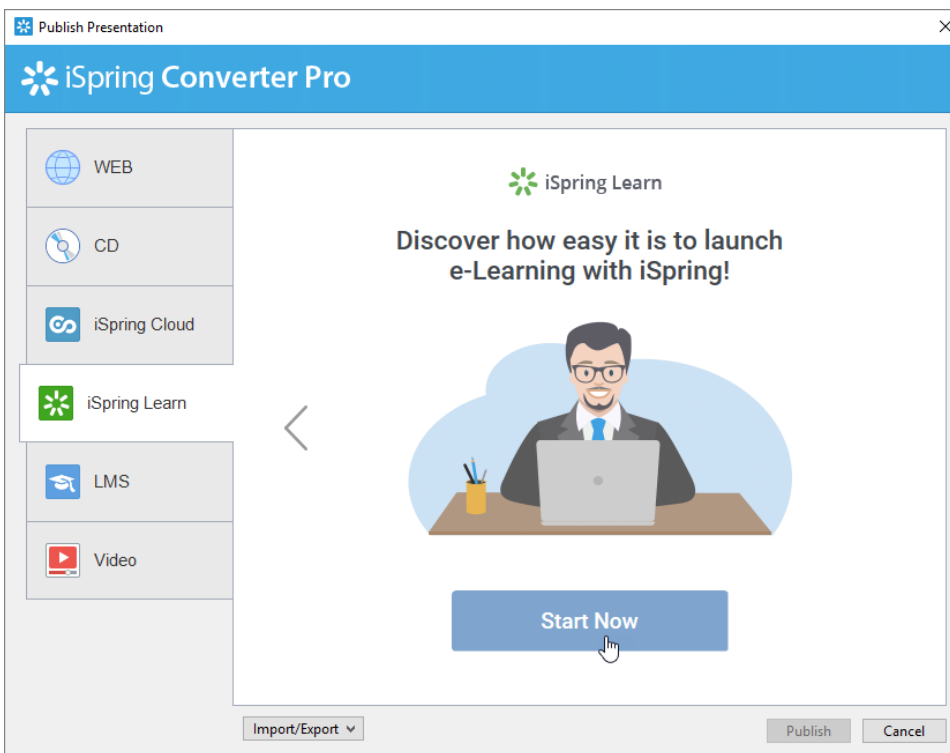 Publish Presentation
iSpring Converter Pro
WEB
CD
iSpring Cloud
iSpring Learn
LMS
Video
iSpring Learn
Discover how easy it is to launch
e-Learning with iSpring!
Start Now
Import/Export
Publish
Cancel